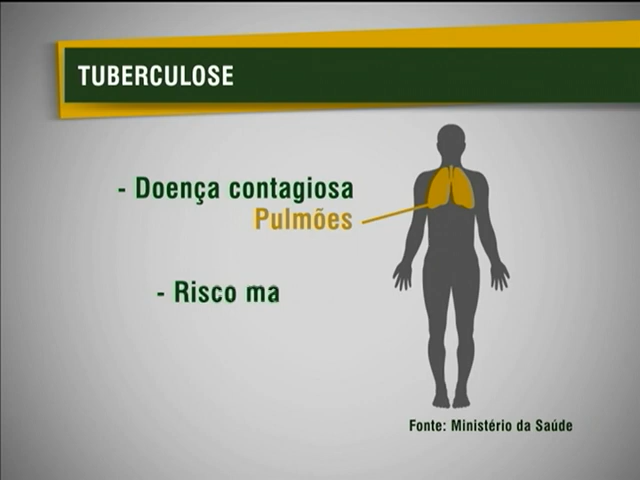 TUBERCULOSE
- Doença contagiosa
Pulmões
- Risco ma
Fonte: Ministério da Saúde